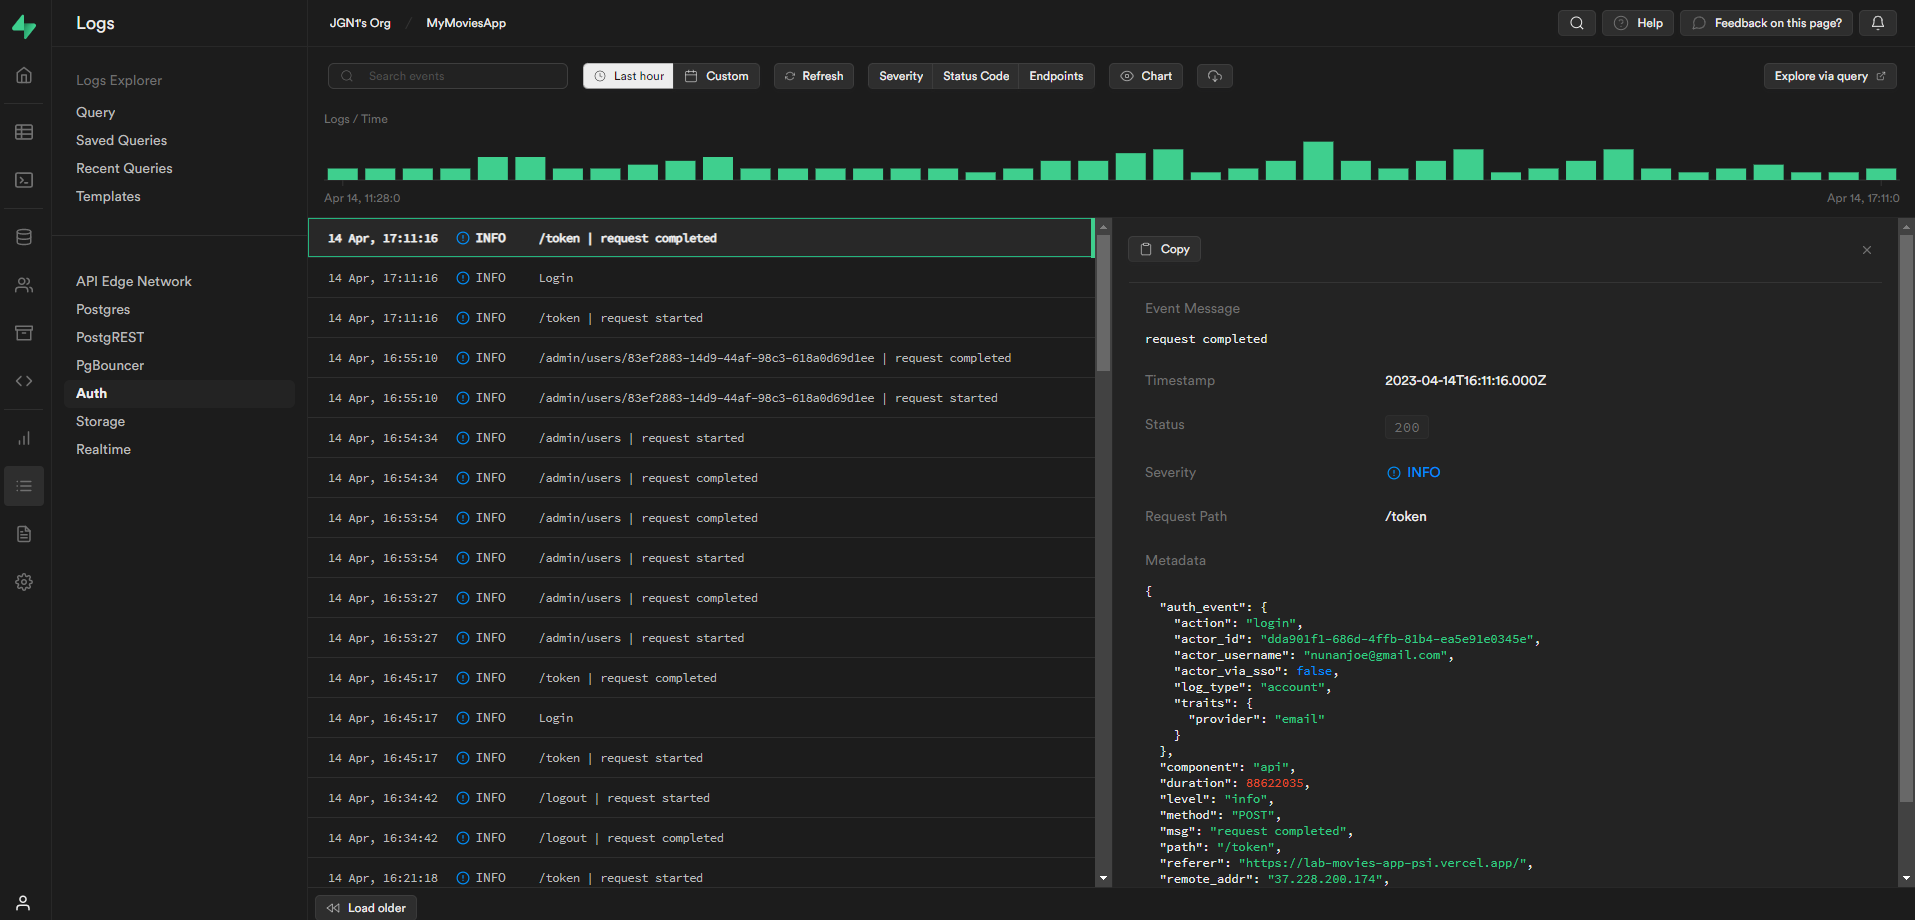 Logs
JGN1's Org / MyMoviesApp
Help
Feedback on this page?
Logs Explorer
Query
Saved Queries
Recent Queries
Templates
API Edge Network
Postgres
PostgREST
PgBouncer
Auth
Storage
Realtime
Search events
Last hour
Custom
Refresh
Severity
Status Code
Endpoints
Chart
Explore via query
Logs / Time
Apr 14, 11:28:0
Apr 14, 17:11:0
14 Apr, 17:11:16 INFO /token | request completed
14 Apr, 17:11:16 INFO Login
14 Apr, 17:11:16 INFO /token | request started
14 Apr, 16:55:10 INFO /admin/users/83ef2883-14d9-44af-98c3-618a0d69d1ee | request completed
14 Apr, 16:55:10 INFO /admin/users/83ef2883-14d9-44af-98c3-618a0d69d1ee | request started
14 Apr, 16:54:34 INFO /admin/users | request started
14 Apr, 16:54:34 INFO /admin/users | request completed
14 Apr, 16:53:54 INFO /admin/users | request completed
14 Apr, 16:53:54 INFO /admin/users | request started
14 Apr, 16:53:27 INFO /admin/users | request completed
14 Apr, 16:53:27 INFO /admin/users | request started
14 Apr, 16:45:17 INFO /token | request completed
14 Apr, 16:45:17 INFO Login
14 Apr, 16:45:17 INFO /token | request started
14 Apr, 16:34:42 INFO /logout | request started
14 Apr, 16:34:42 INFO /logout | request completed
14 Apr, 16:21:18 INFO /token | request started
Load older
Copy
Event Message
request completed
Timestamp 2023-04-14T16:11:16.000Z
Status 200
Severity INFO
Request Path /token
Metadata
{
"auth_event": {
"action": "login",
"actor_id": "dda901f1-686d-4ffb-81b4-ea5e91e0345e",
"actor_username": "nunanjoe@gmail.com",
"actor_via_sso": false,
"log_type": "account",
"traits": {
"provider": "email"
}
},
"component": "api",
"duration": 88622035,
"level": "info",
"method": "POST",
"msg": "request completed",
"path": "/token",
"referer": "https://lab-movies-app-psi.vercel.app/",
"remote_addr": "37.228.200.174",